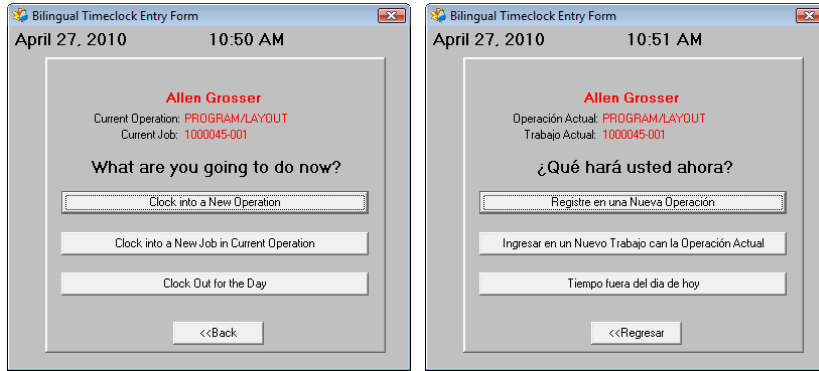 Bilingual Timeclock Entry Form
April 27, 2010 10:50 AM
Allen Grosser
Current Operation: PROGRAM/LAYOUT
Current Job: 1000045-001
What are you going to do now?
Clock into a New Operation
Clock into a New Job in Current Operation
Clock Out for the Day
<<Back
Bilingual Timeclock Entry Form
April 27, 2010 10:51 AM
Allen Grosser
Operación Actual: PROGRAM/LAYOUT
Trabajo Actual: 1000045-001
¿Qué hará usted ahora?
Registre en una Nueva Operación
Ingresar en un Nuevo Trabajo can la Operación Actual
Tiempo fuera del dia de hoy
<<Regresar